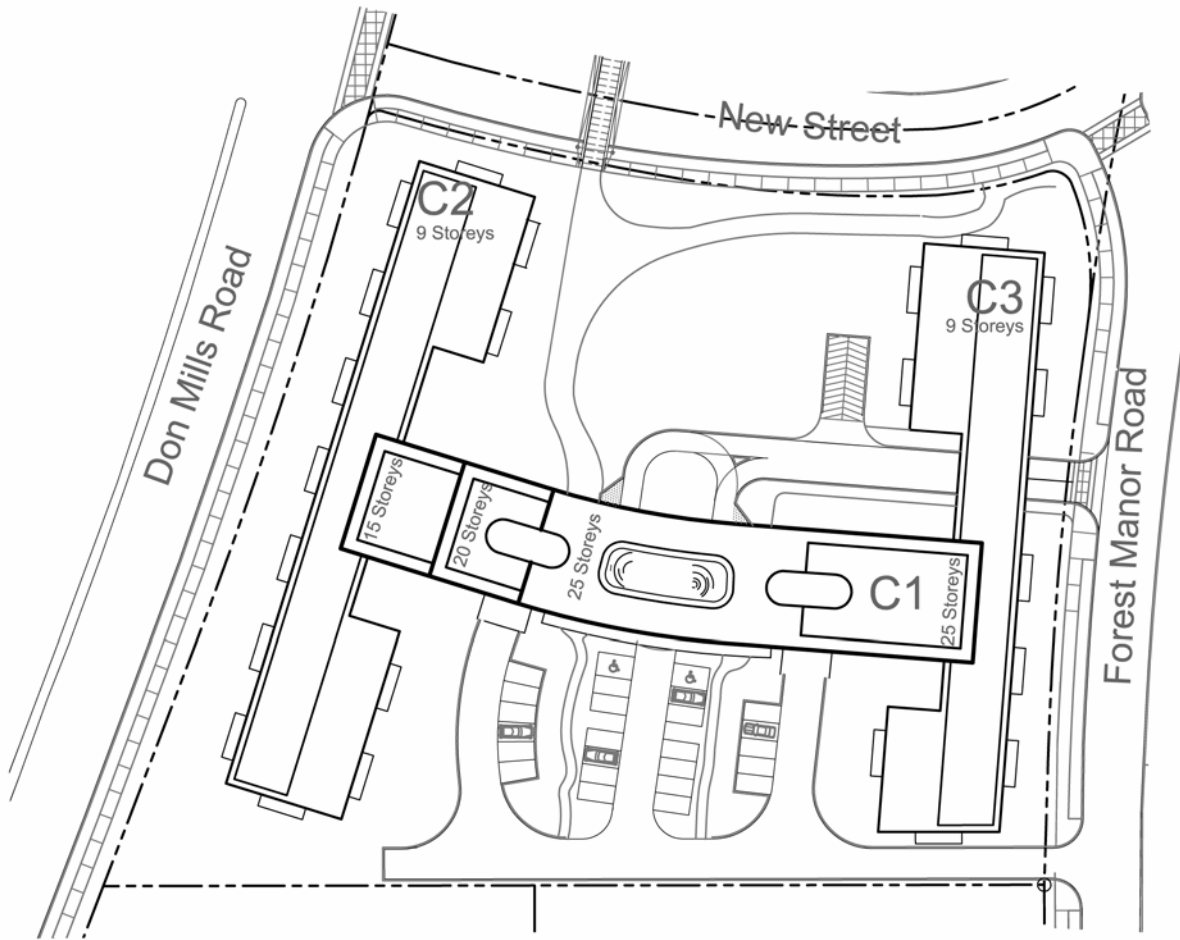 New Street
C2
9 Storeys
C3
9 Storeys
Don Mills Road
Forest Manor Road
15 Storeys
20 Storeys
25 Storeys
C1
25 Storeys